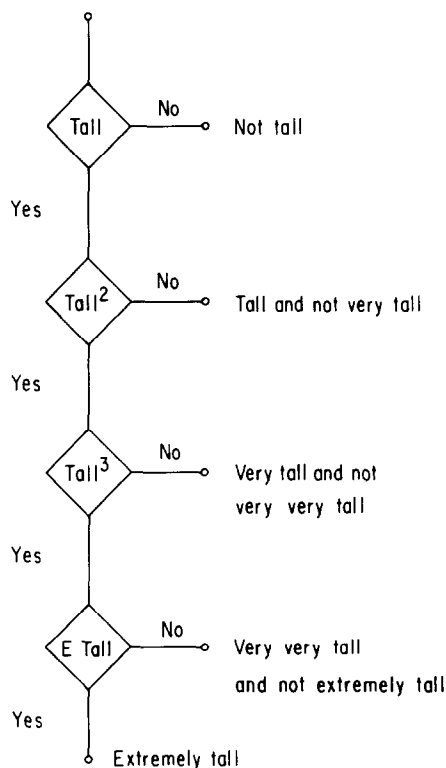 Tall
No
Not tall
Yes
Tall²
No
Tall and not very tall
Yes
Tall³
No
Very tall and not
very very tall
Yes
E Tall
No
Very very tall
and not extremely tall
Yes
Extremely tall